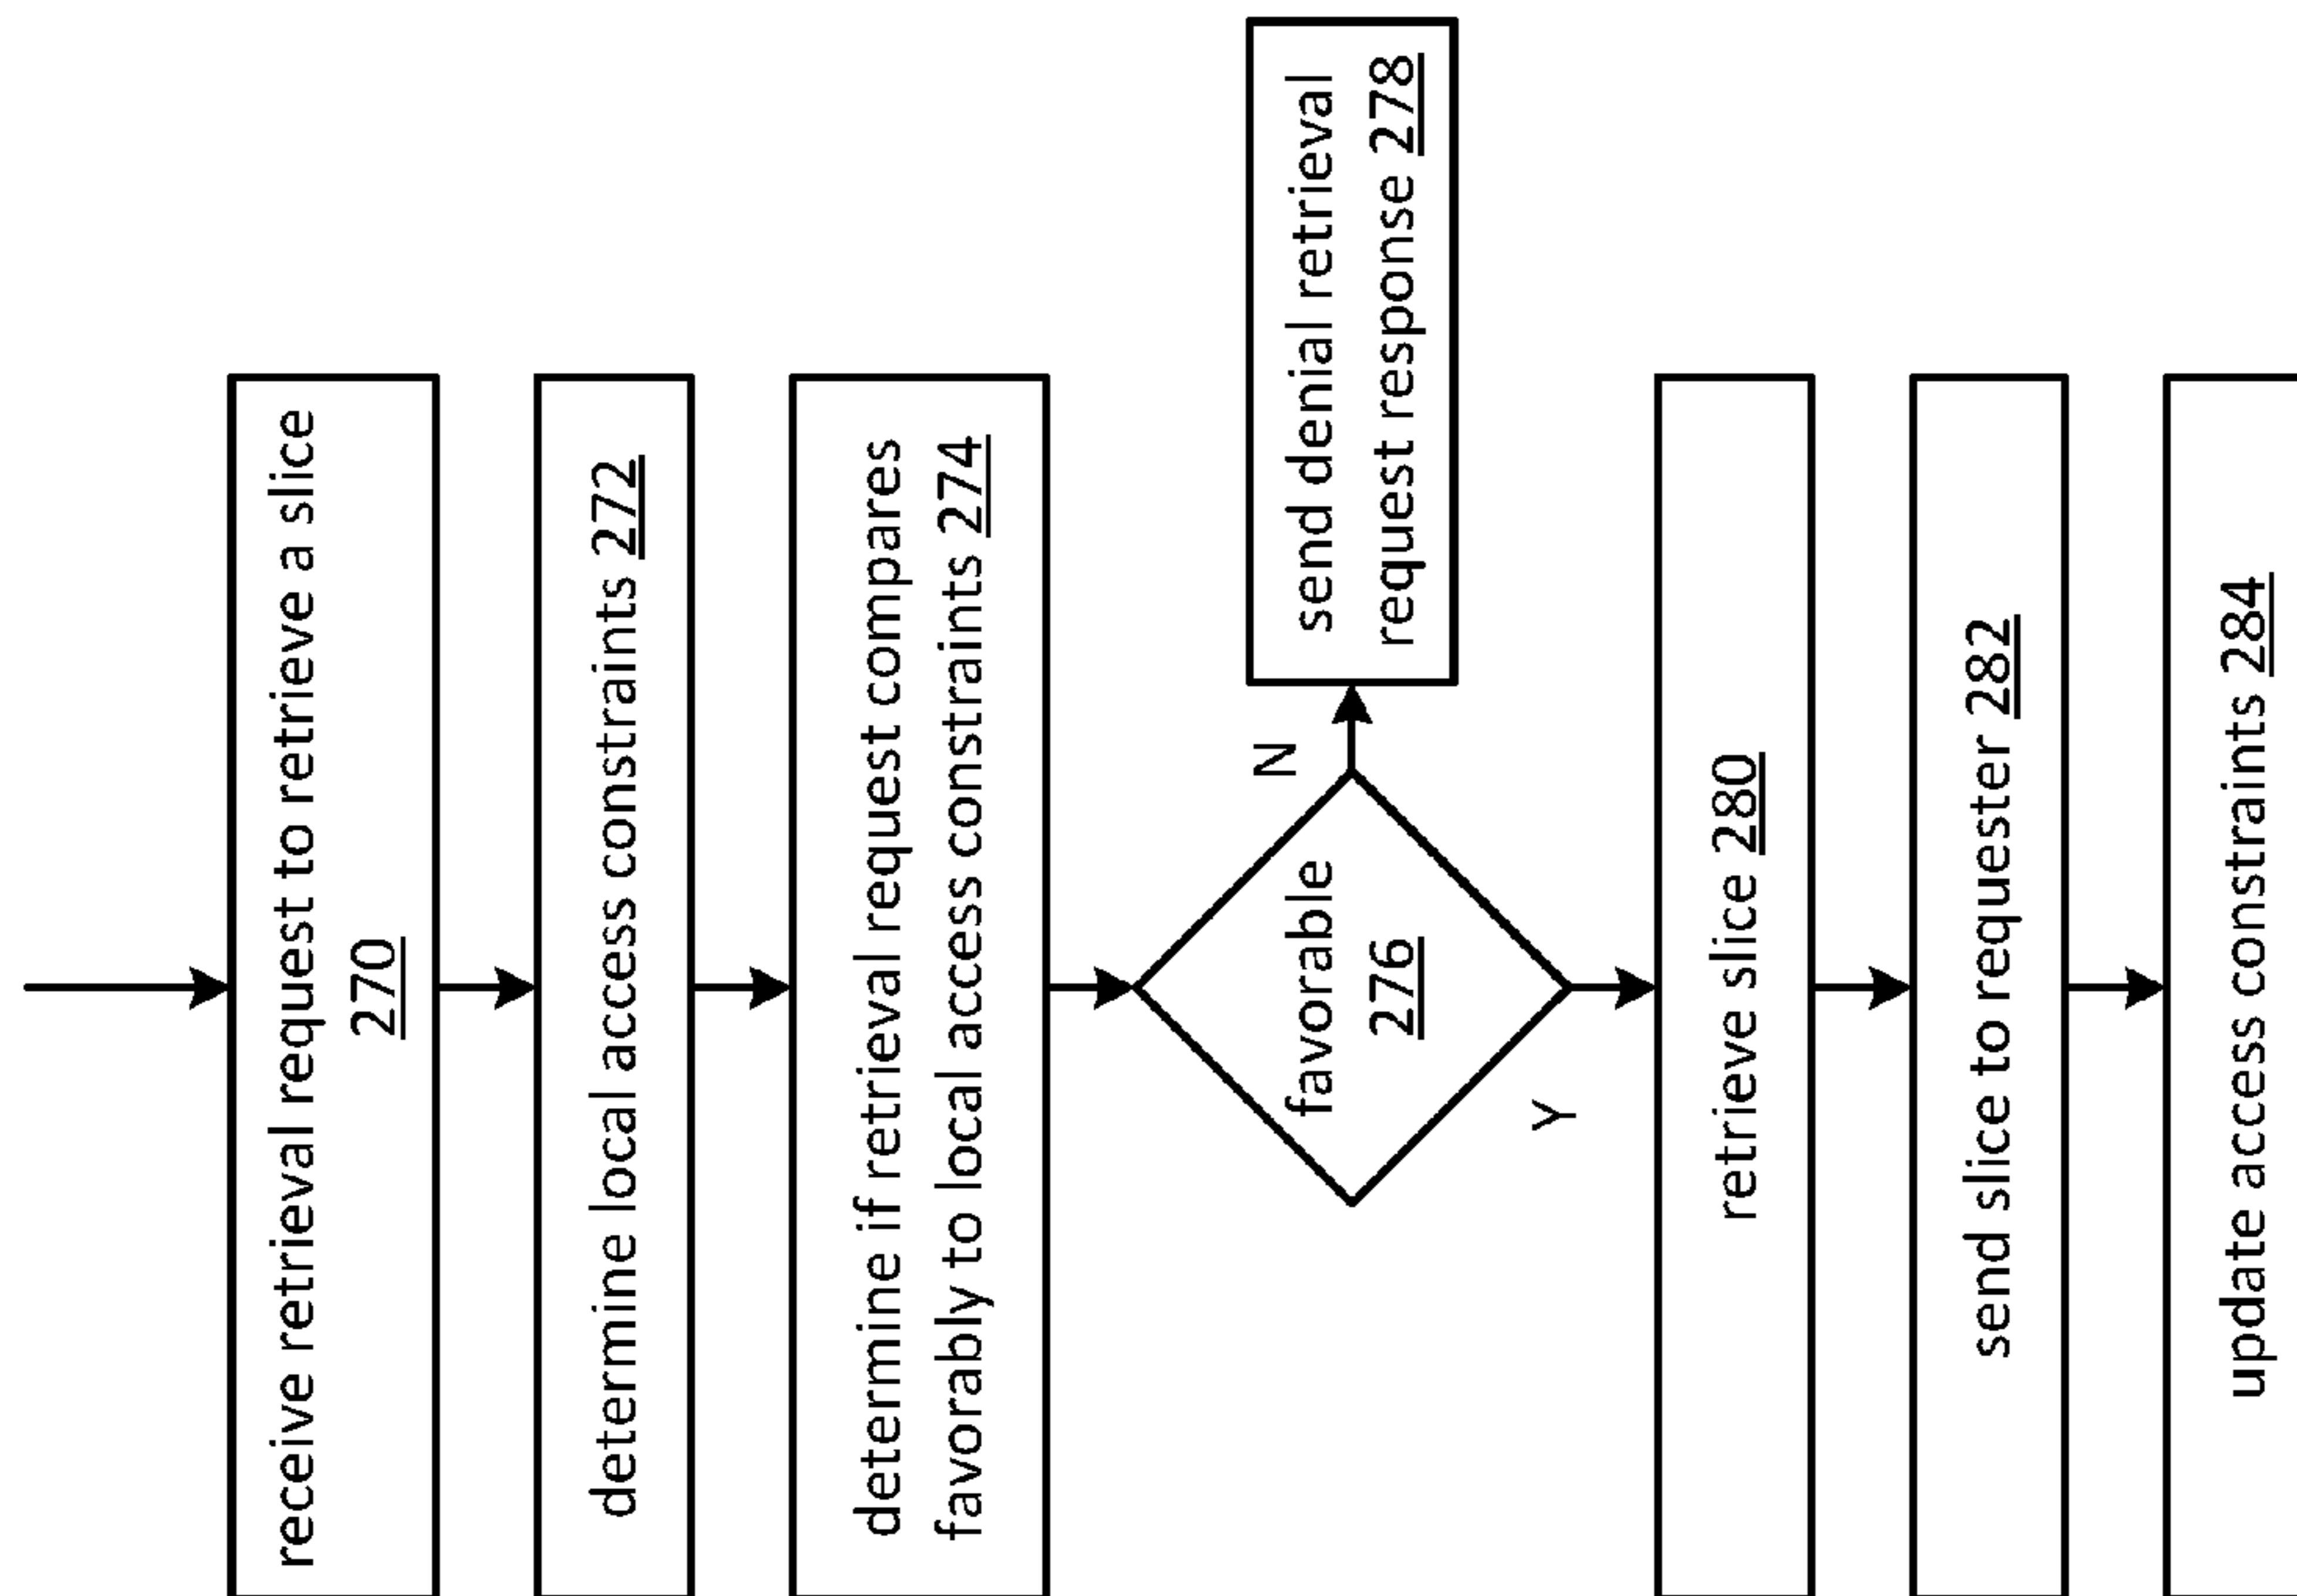 receive retrieval request to retrieve a slice
270
determine local access constraints 272
determine if retrieval request compares
favorably to local access constraints 274
favorable
276
N
send denial retrieval
request response 278
Y
retrieve slice 280
send slice to requester 282
update access constraints 284